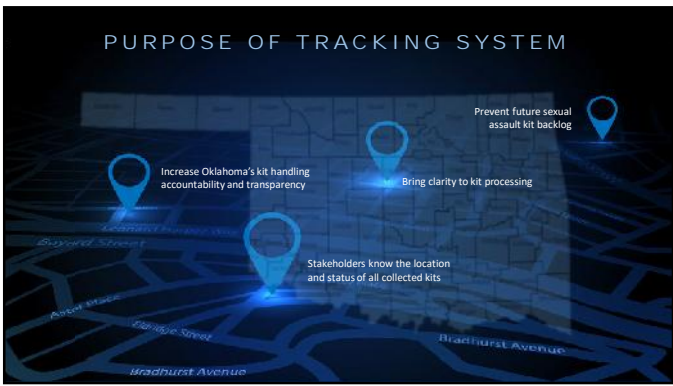 PURPOSE OF TRACKING SYSTEM
Prevent future sexual
assault kit backlog
Increase Oklahoma's kit handling
accountability and transparency
Bring clarity to kit processing
Stakeholders know the location
and status of all collected kits
Bayard Street
Astor Place
Eldridge Street
Bradhurst Avenue
Bradhurst Avenue